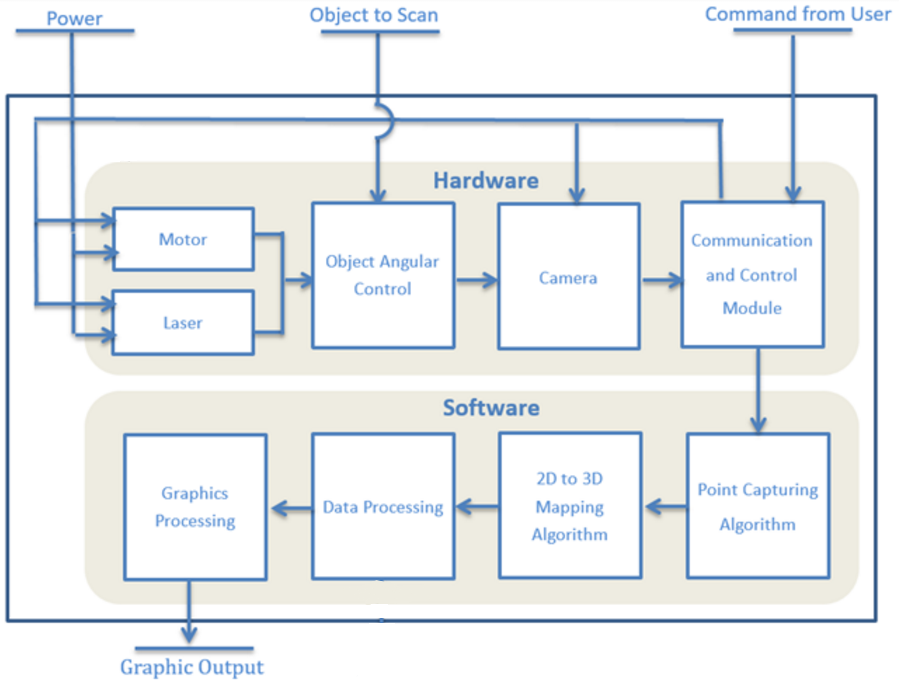 Power
Object to Scan
Command from User
Hardware
Motor
Laser
Object Angular
Control
Camera
Communication
and Control
Module
Software
Graphics
Processing
Data Processing
2D to 3D
Mapping
Algorithm
Point Capturing
Algorithm
Graphic Output